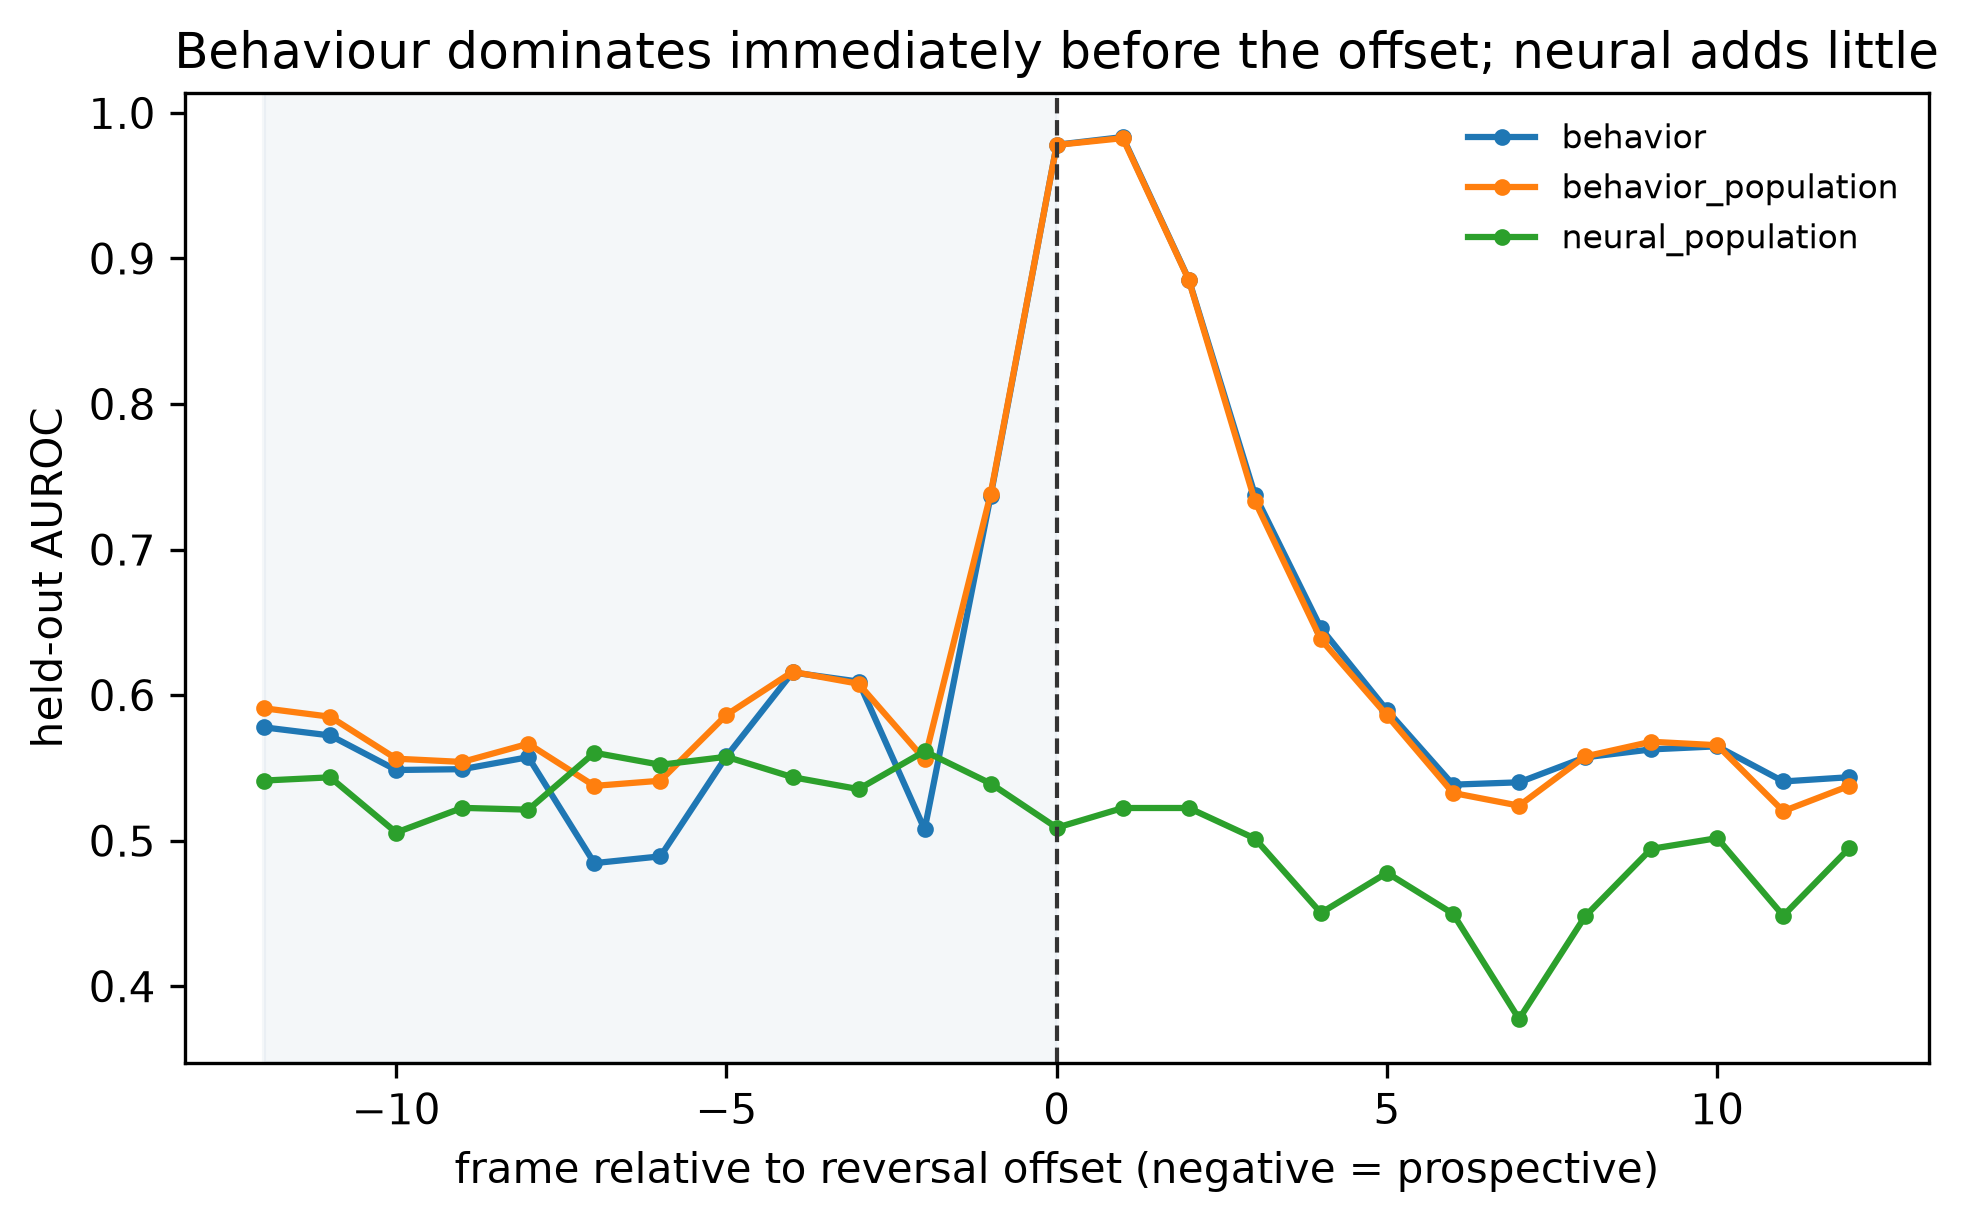 Behaviour dominates immediately before the offset; neural adds little
behavior
behavior_population
neural_population
held-out AUROC
1.0
0.9
0.8
0.7
0.6
0.5
0.4
−10
−5
0
5
10
frame relative to reversal offset (negative = prospective)